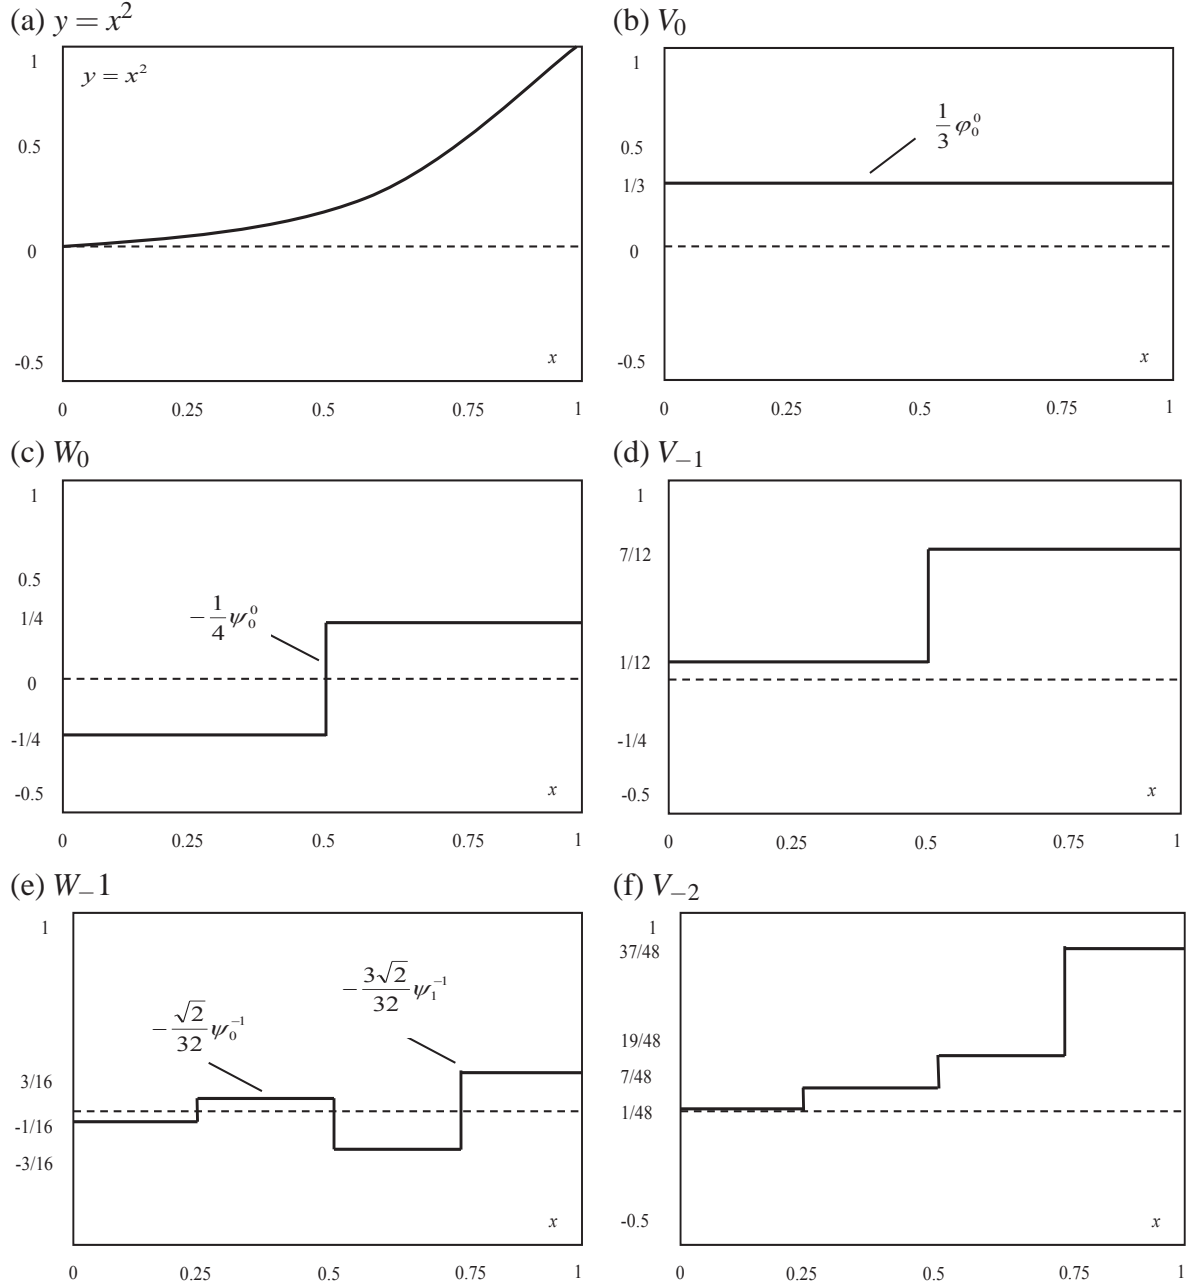 (a) y = x²
1
y = x²
0.5
0
-0.5
x
0 0.25 0.5 0.75 1
(b) V₀
1
1/3 φ₀⁰
0.5
1/3
0
-0.5
x
0 0.25 0.5 0.75 1
(c) W₀
1
0.5
1/4
-1/4 ψ₀⁰
0
-1/4
-0.5
x
0 0.25 0.5 0.75 1
(d) V₋₁
1
7/12
1/12
-1/4
-0.5
x
0 0.25 0.5 0.75 1
(e) W₋1
1
-3√2/32 ψ₁⁻¹
-√2/32 ψ₀⁻¹
3/16
-1/16
-3/16
x
0 0.25 0.5 0.75 1
(f) V₋₂
1
37/48
19/48
7/48
1/48
-0.5
x
0 0.25 0.5 0.75 1